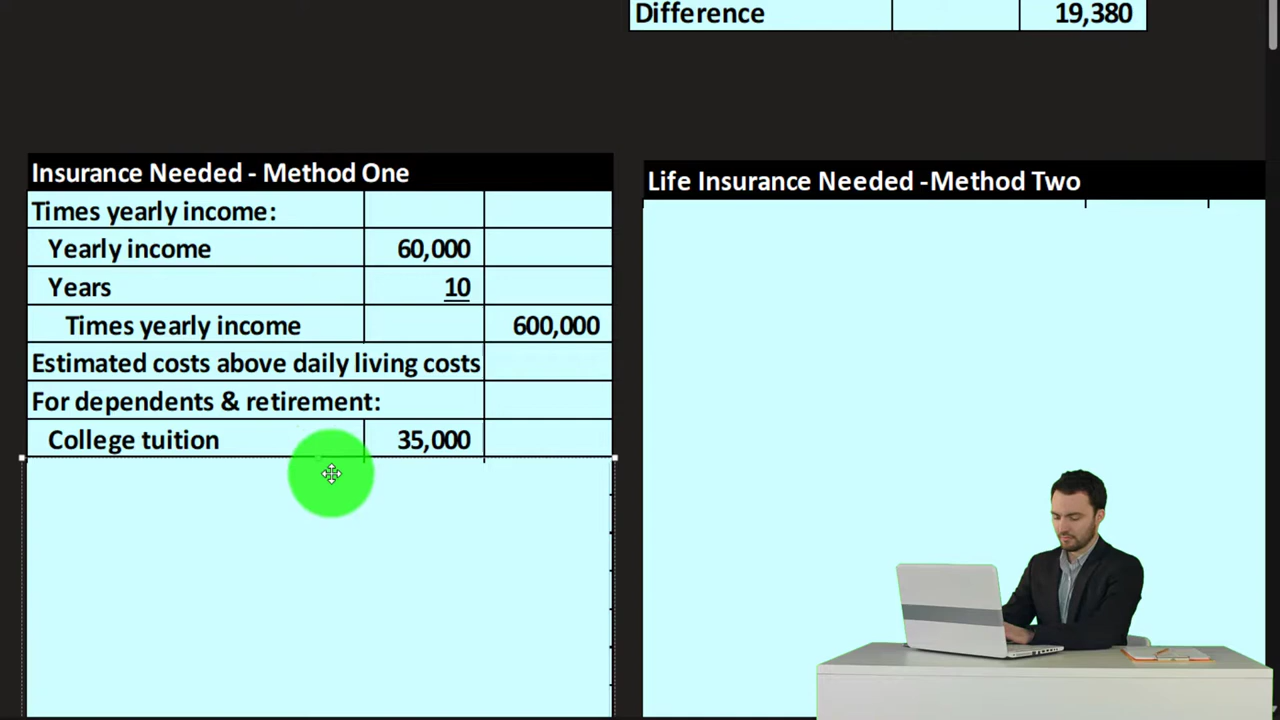 Difference 19,380
Insurance Needed - Method One
Times yearly income:
Yearly income 60,000
Years 10
Times yearly income 600,000
Estimated costs above daily living costs
For dependents & retirement:
College tuition 35,000
Life Insurance Needed -Method Two